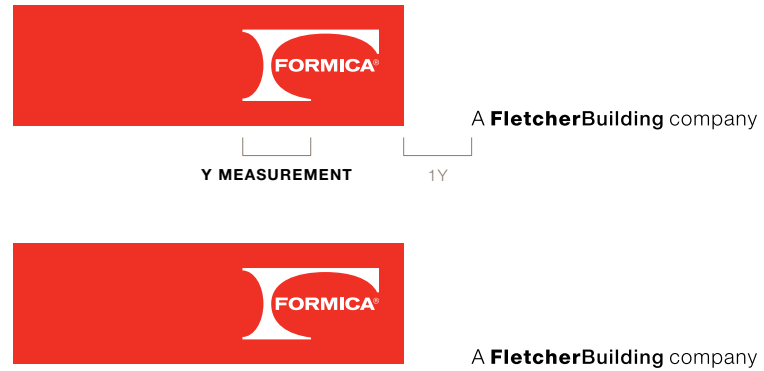 FORMICA®
A FletcherBuilding company
Y MEASUREMENT
1Y
FORMICA®
A FletcherBuilding company